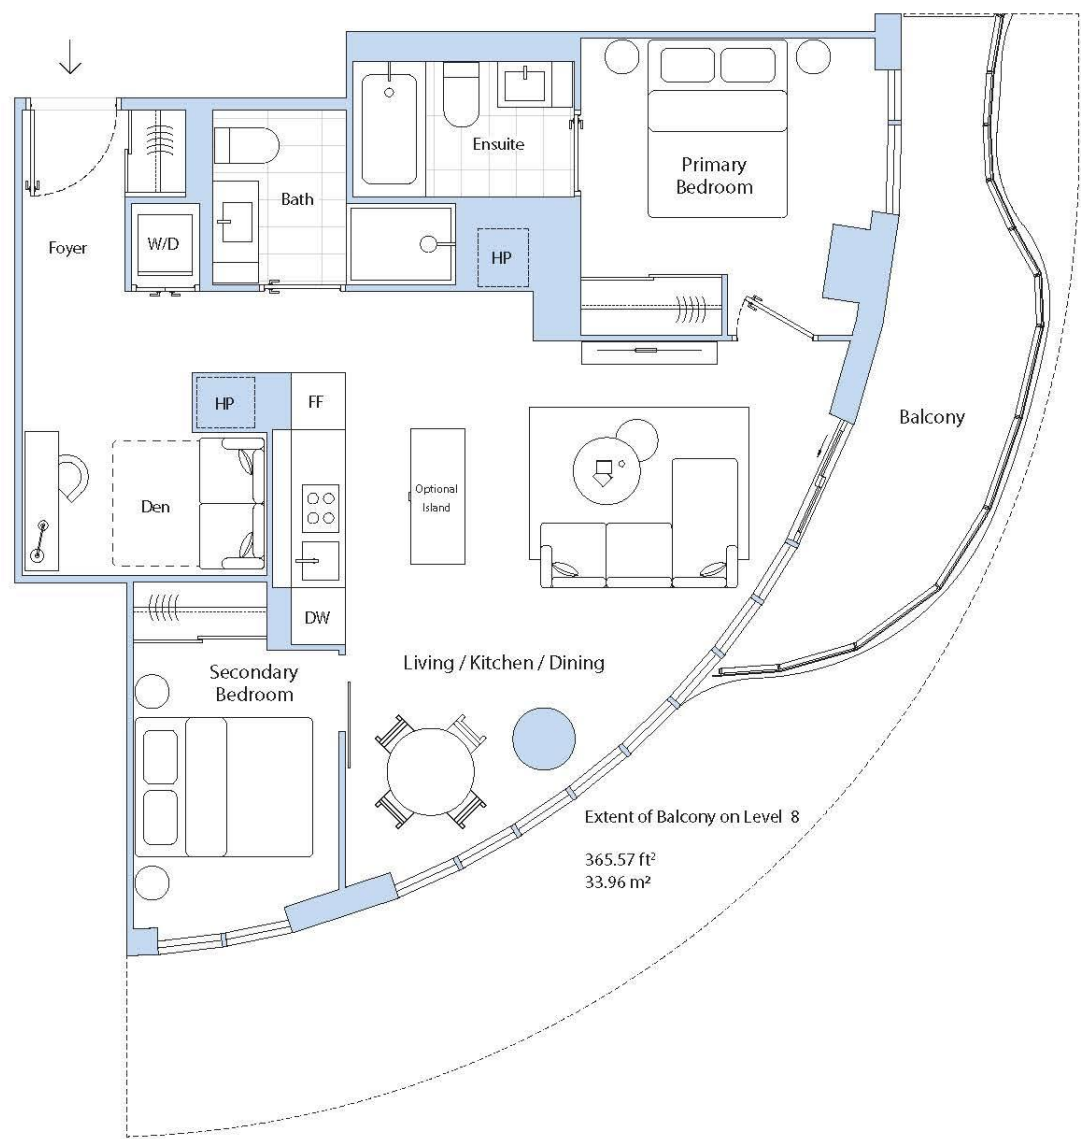 Ensuite
Primary
Bedroom
Bath
Foyer
W/D
HP
HP
FF
Balcony
Optional
Island
Den
DW
Living / Kitchen / Dining
Secondary
Bedroom
Extent of Balcony on Level 8
365.57 ft²
33.96 m²